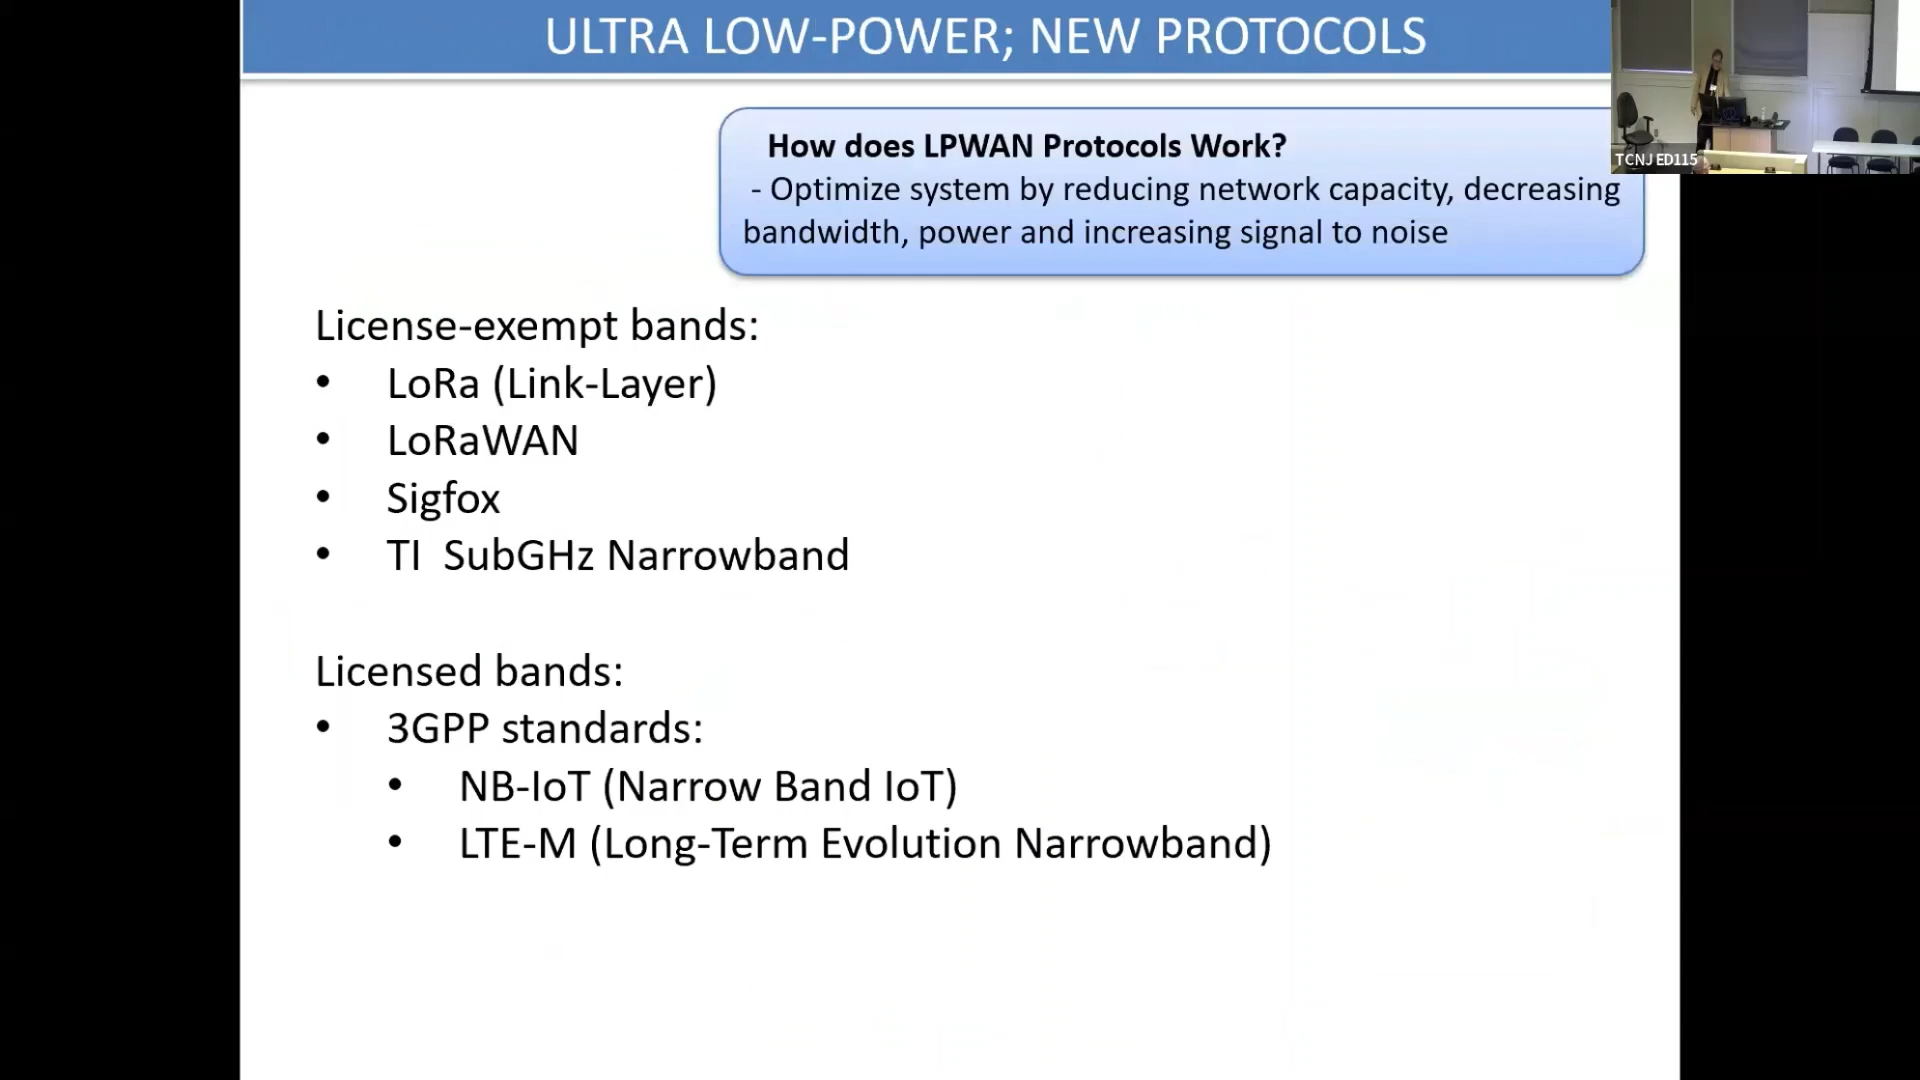 ULTRA LOW-POWER; NEW PROTOCOLS
TCNJ ED115
How does LPWAN Protocols Work?
- Optimize system by reducing network capacity, decreasing
bandwidth, power and increasing signal to noise
License-exempt bands:
• LoRa (Link-Layer)
• LoRaWAN
• Sigfox
• TI SubGHz Narrowband
Licensed bands:
• 3GPP standards:
• NB-IoT (Narrow Band IoT)
• LTE-M (Long-Term Evolution Narrowband)